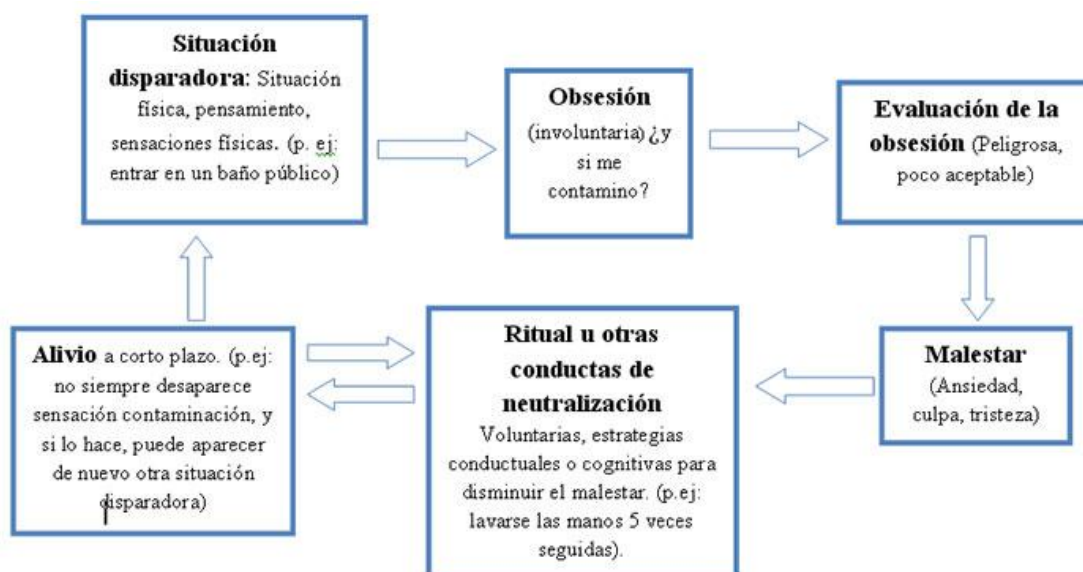 Situación
disparadora: Situación
física, pensamiento,
sensaciones físicas. (p. ej:
entrar en un baño público)
Obsesión
(involuntaria) ¿y
si me
contamino?
Evaluación de la
obsesión (Peligrosa,
poco aceptable)
Malestar
(Ansiedad,
culpa, tristeza)
Ritual u otras
conductas de
neutralización
Voluntarias, estrategias
conductuales o cognitivas para
disminuir el malestar. (p.ej:
lavarse las manos 5 veces
seguidas).
Alivio a corto plazo. (p.ej:
no siempre desaparece
sensación contaminación, y
si lo hace, puede aparecer
de nuevo otra situación
disparadora)